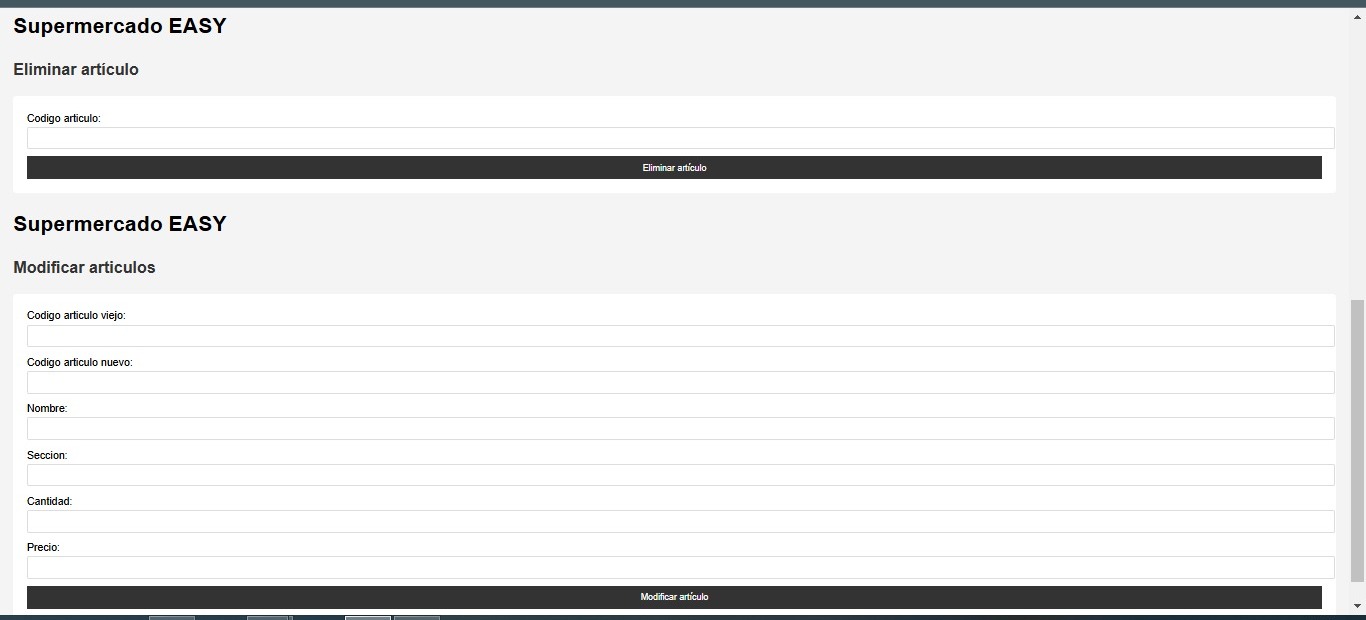 Supermercado EASY
Eliminar artículo
Codigo articulo:
Eliminar artículo
Supermercado EASY
Modificar articulos
Codigo articulo viejo:
Codigo articulo nuevo:
Nombre:
Seccion:
Cantidad:
Precio:
Modificar artículo